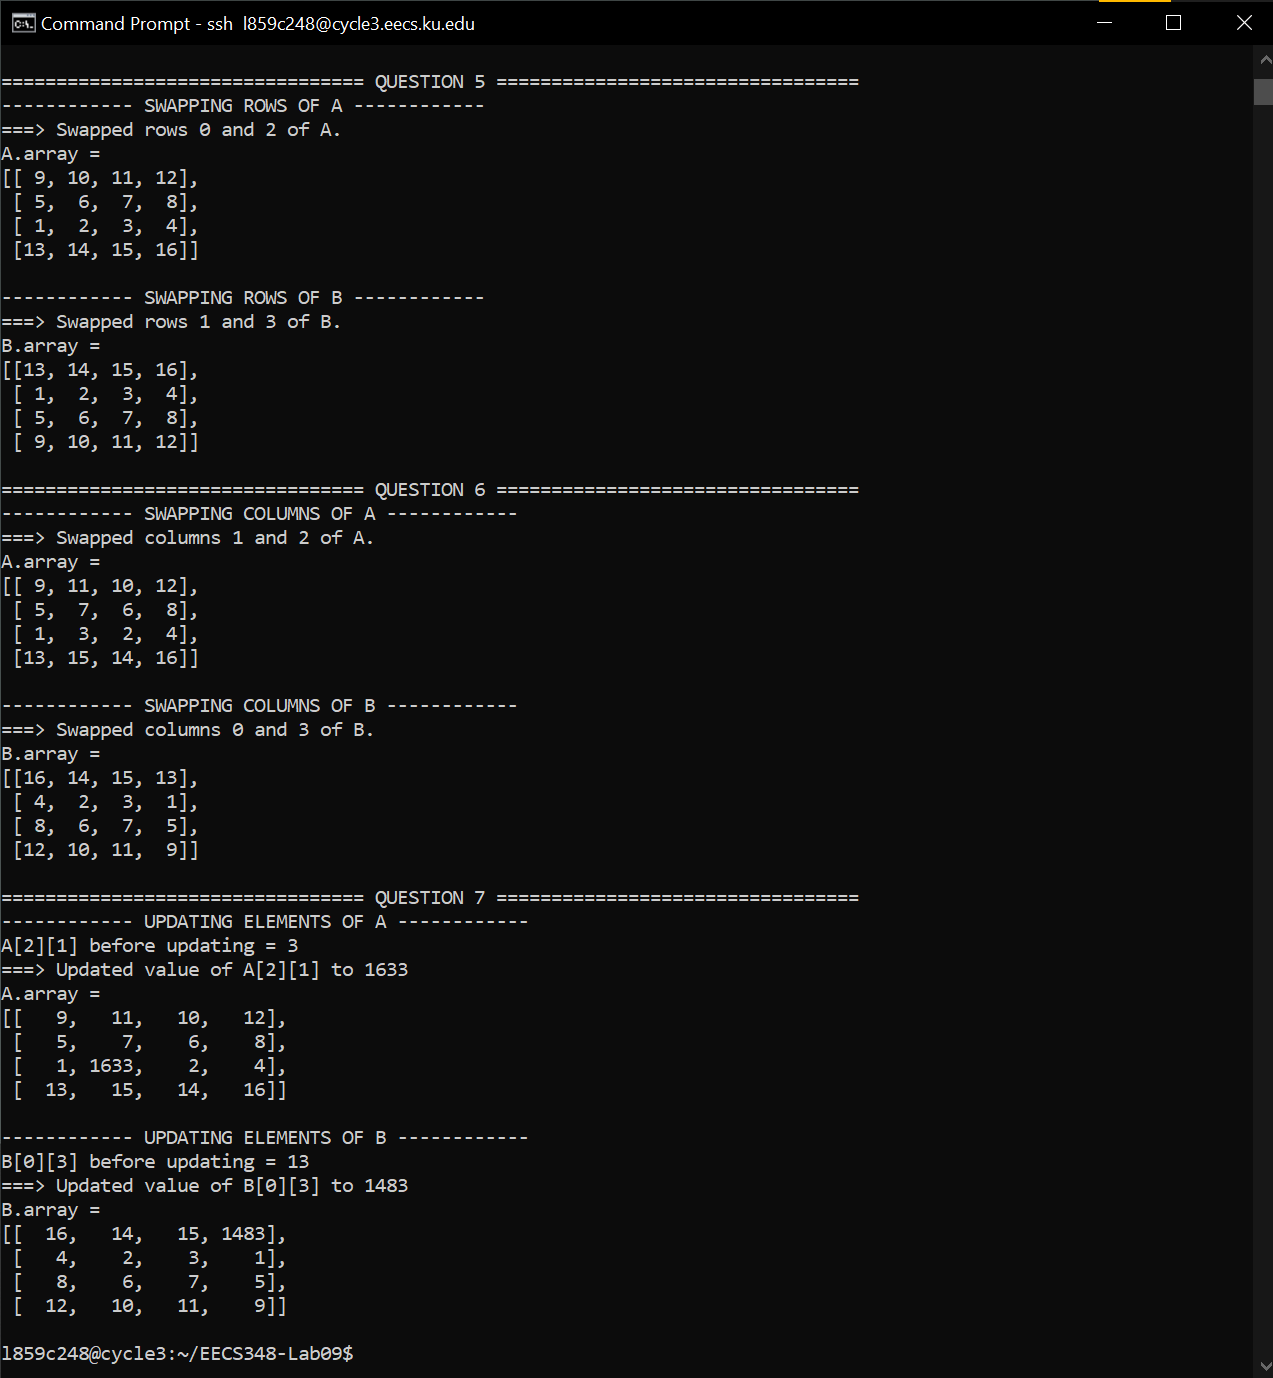 Command Prompt - ssh  l859c248@cycle3.eecs.ku.edu
================================= QUESTION 5 =================================
------------ SWAPPING ROWS OF A ------------
===> Swapped rows 0 and 2 of A.
A.array =
[[ 9, 10, 11, 12],
 [ 5,  6,  7,  8],
 [ 1,  2,  3,  4],
 [13, 14, 15, 16]]
------------ SWAPPING ROWS OF B ------------
===> Swapped rows 1 and 3 of B.
B.array =
[[13, 14, 15, 16],
 [ 1,  2,  3,  4],
 [ 5,  6,  7,  8],
 [ 9, 10, 11, 12]]
================================= QUESTION 6 =================================
------------ SWAPPING COLUMNS OF A ------------
===> Swapped columns 1 and 2 of A.
A.array =
[[ 9, 11, 10, 12],
 [ 5,  7,  6,  8],
 [ 1,  3,  2,  4],
 [13, 15, 14, 16]]
------------ SWAPPING COLUMNS OF B ------------
===> Swapped columns 0 and 3 of B.
B.array =
[[16, 14, 15, 13],
 [ 4,  2,  3,  1],
 [ 8,  6,  7,  5],
 [12, 10, 11,  9]]
================================= QUESTION 7 =================================
------------ UPDATING ELEMENTS OF A ------------
A[2][1] before updating = 3
===> Updated value of A[2][1] to 1633
A.array =
[[   9,   11,   10,   12],
 [   5,    7,    6,    8],
 [   1, 1633,    2,    4],
 [  13,   15,   14,   16]]
------------ UPDATING ELEMENTS OF B ------------
B[0][3] before updating = 13
===> Updated value of B[0][3] to 1483
B.array =
[[  16,   14,   15, 1483],
 [   4,    2,    3,    1],
 [   8,    6,    7,    5],
 [  12,   10,   11,    9]]
l859c248@cycle3:~/EECS348-Lab09$